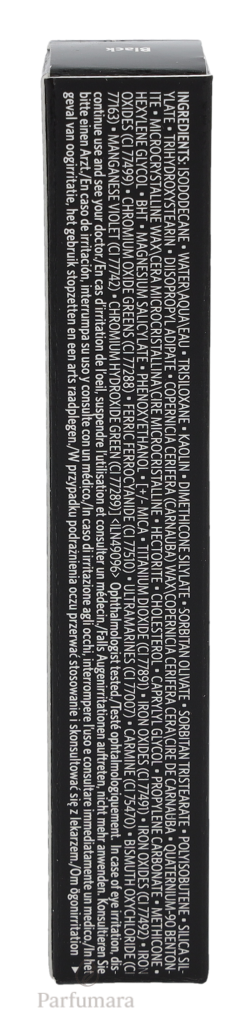 Black
INGREDIENTS: ISODODECANE • WATER\AQUA\EAU • TRISILOXANE • KAOLIN • DIMETHICONE SILYLATE • SORBITAN OLIVATE • SORBITAN TRISTEARATE • POLYISOBUTENE • SILICA SIL-
YLATE • TRIHYDROXYSTEARIN • DIISOPROPYL ADIPATE • COPERNICIA CERIFERA (CARNAUBA) WAX\COPERNICIA CERIFERA CERA\CIRE DE CARNAUBA • QUATERNIUM-90 BENTON-
ITE • MICROCRYSTALLINE WAX\CERA MICROCRISTALLINA\CIRE MICROCRISTALLINE • HECTORITE • CHOLESTEROL • CAPRYLYL GLYCOL • PROPYLENE CARBONATE • METHICONE •
HEXYLENE GLYCOL • BHT • MAGNESIUM SALICYLATE • PHENOXYETHANOL • [+/- MICA • TITANIUM DIOXIDE (CI 77891) • IRON OXIDES (CI 77491) • IRON OXIDES (CI 77492) • IRON
OXIDES (CI 77499) • CHROMIUM OXIDE GREENS (CI 77288) • FERRIC FERROCYANIDE (CI 77510) • ULTRAMARINES (CI 77007) • CARMINE (CI 75470) • BISMUTH OXYCHLORIDE (CI
77163) • MANGANESE VIOLET (CI 77742) • CHROMIUM HYDROXIDE GREEN (CI 77289)] <ILN49096> Ophthalmologist tested./Testé ophtalmologiquement. In case of eye irritation, dis-
continue use and see your doctor./En cas d'irritation de l'oeil, suspendre l'utilisation et consulter un médecin./Falls Augenirritationen auftreten, nicht mehr anwenden. Konsultieren Sie
bitte einen Arzt./En caso de irritación, interrumpa su uso y consulte con un médico./In caso di irritazione agli occhi, interrompere l'uso e consultare immediatamente un medico./In het
geval van oogirritatie, het gebruik stopzetten en een arts raadplegen./W przypadku podrażnienia oczu przerwać stosowanie i skonsultować się z lekarzem./Om ögonirritation
Parfumara